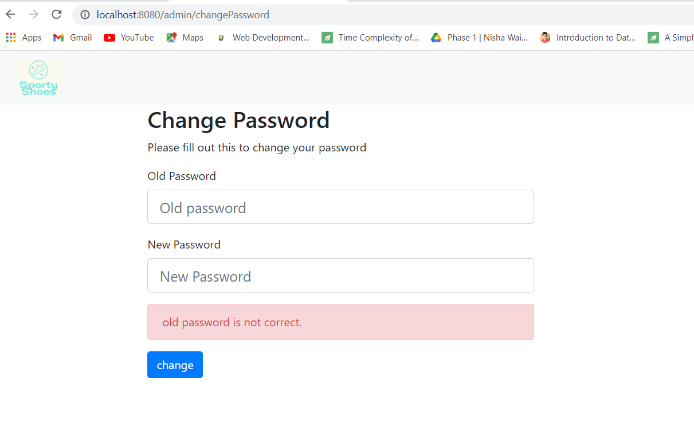 localhost:8080/admin/changePassword
Apps Gmail YouTube Maps Web Development... Time Complexity of... Phase 1 | Nisha Wai... Introduction to Dat... A Simpl
Sporty
Shoes
Change Password
Please fill out this to change your password
Old Password
Old password
New Password
New Password
old password is not correct.
change